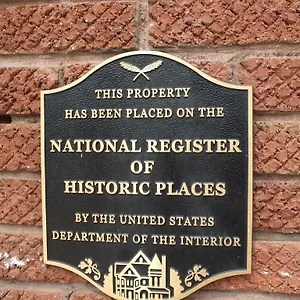 THIS PROPERTY
HAS BEEN PLACED ON THE
NATIONAL REGISTER
OF
HISTORIC PLACES
BY THE UNITED STATES
DEPARTMENT OF THE INTERIOR